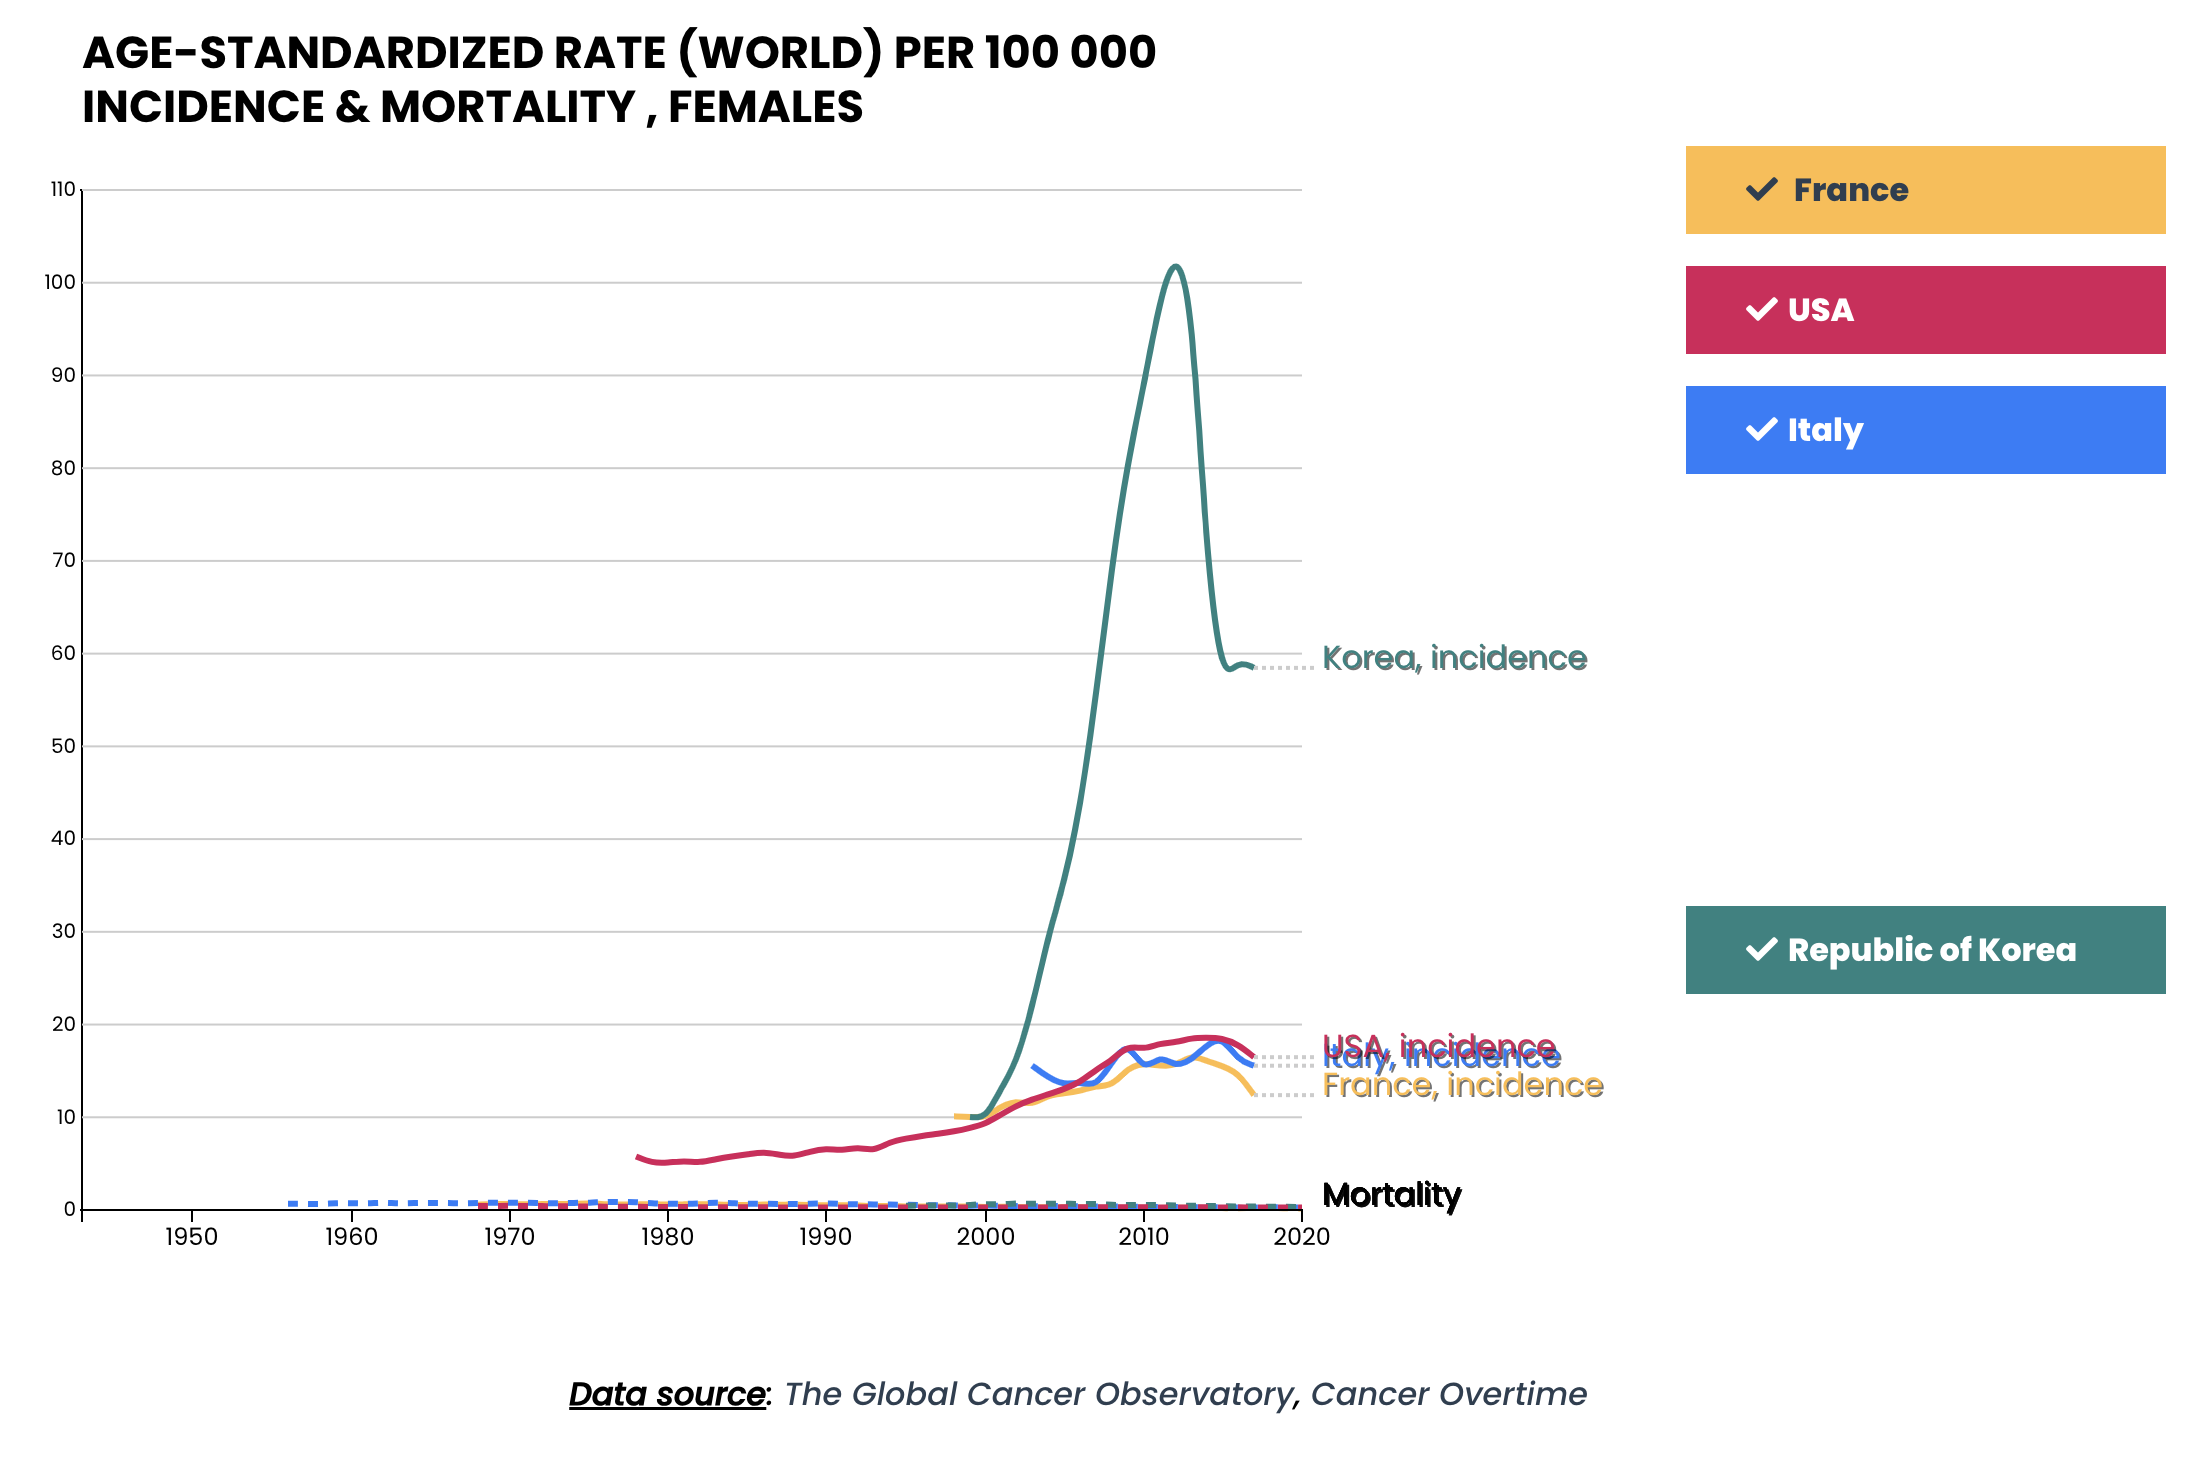 AGE-STANDARDIZED RATE (WORLD) PER 100 000
INCIDENCE & MORTALITY , FEMALES
France
USA
Italy
Republic of Korea
110
100
90
80
70
60
50
40
30
20
10
0
Korea, incidence
USA, incidence
Italy, incidence
France, incidence
Mortality
1950 1960 1970 1980 1990 2000 2010 2020
Data source: The Global Cancer Observatory, Cancer Overtime